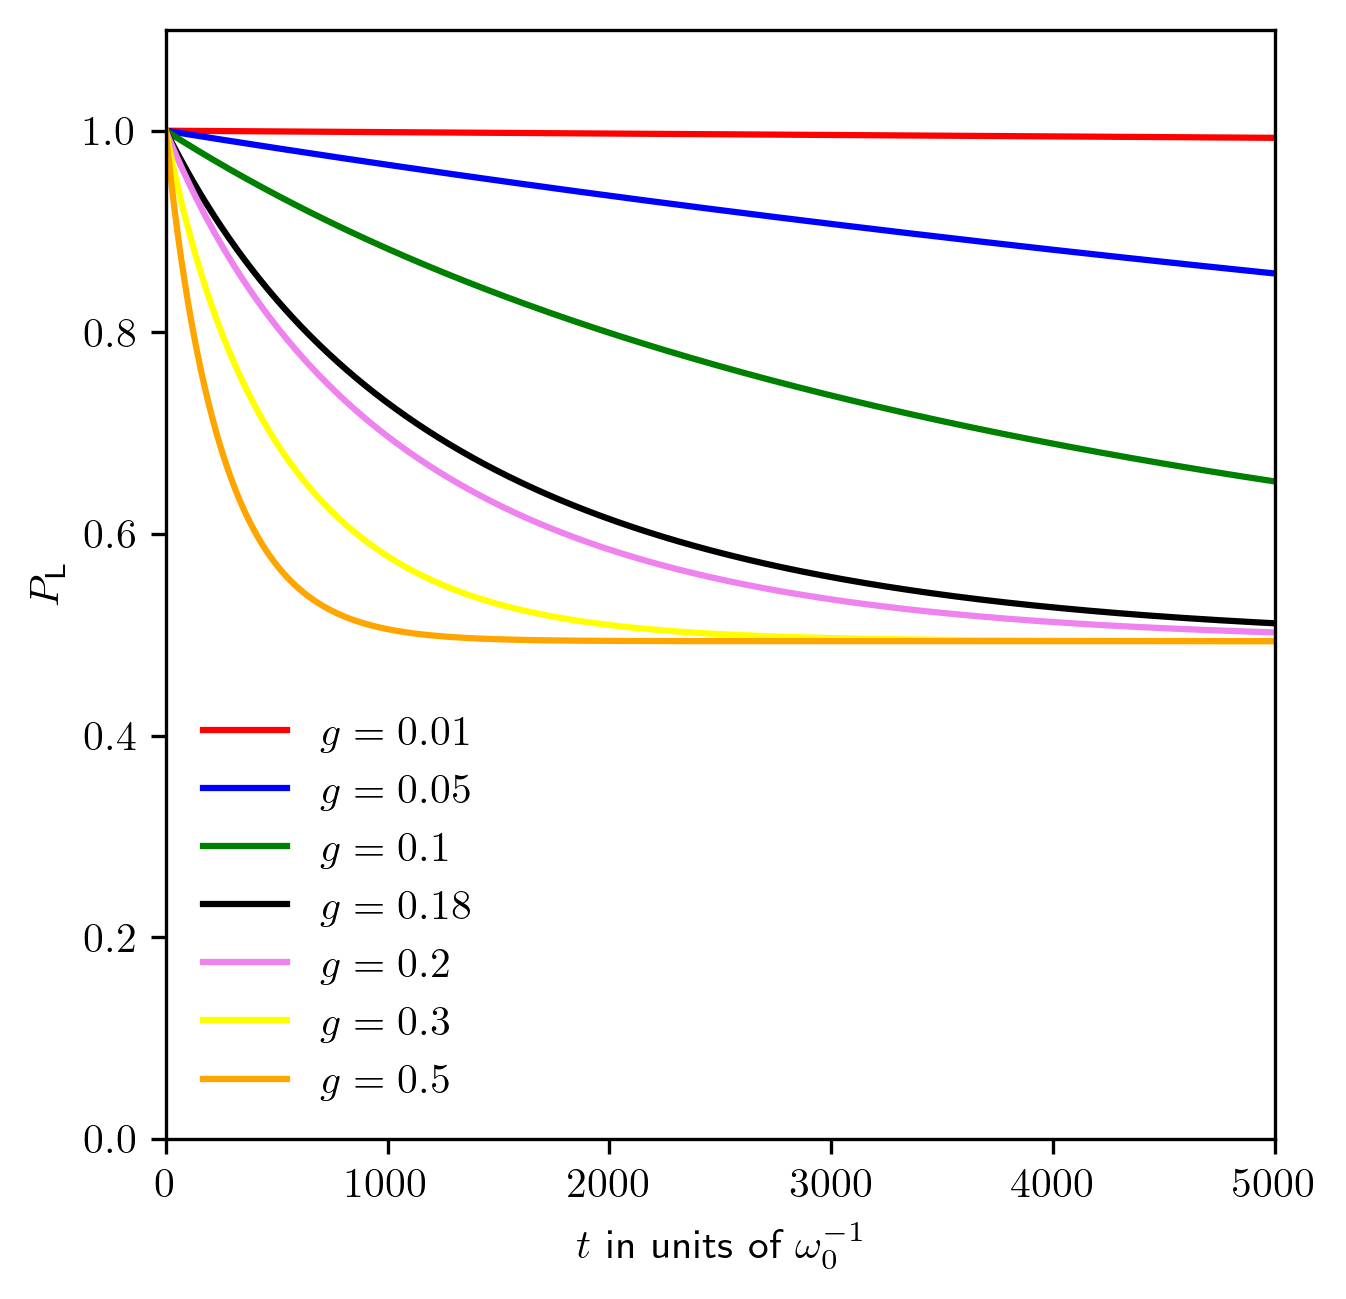 1.0
0.8
0.6
0.4
0.2
0.0
P_L
g = 0.01
g = 0.05
g = 0.1
g = 0.18
g = 0.2
g = 0.3
g = 0.5
0 1000 2000 3000 4000 5000
t in units of ω₀⁻¹